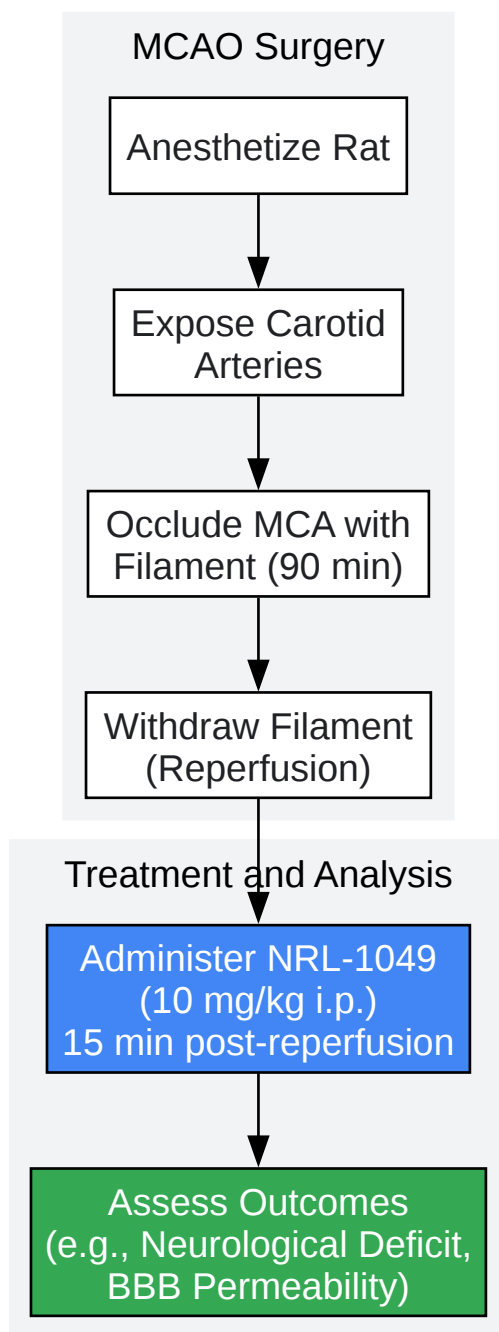 MCAO Surgery
Anesthetize Rat
Expose Carotid
Arteries
Occlude MCA with
Filament (90 min)
Withdraw Filament
(Reperfusion)
Treatment and Analysis
Administer NRL-1049
(10 mg/kg i.p.)
15 min post-reperfusion
Assess Outcomes
(e.g., Neurological Deficit,
BBB Permeability)